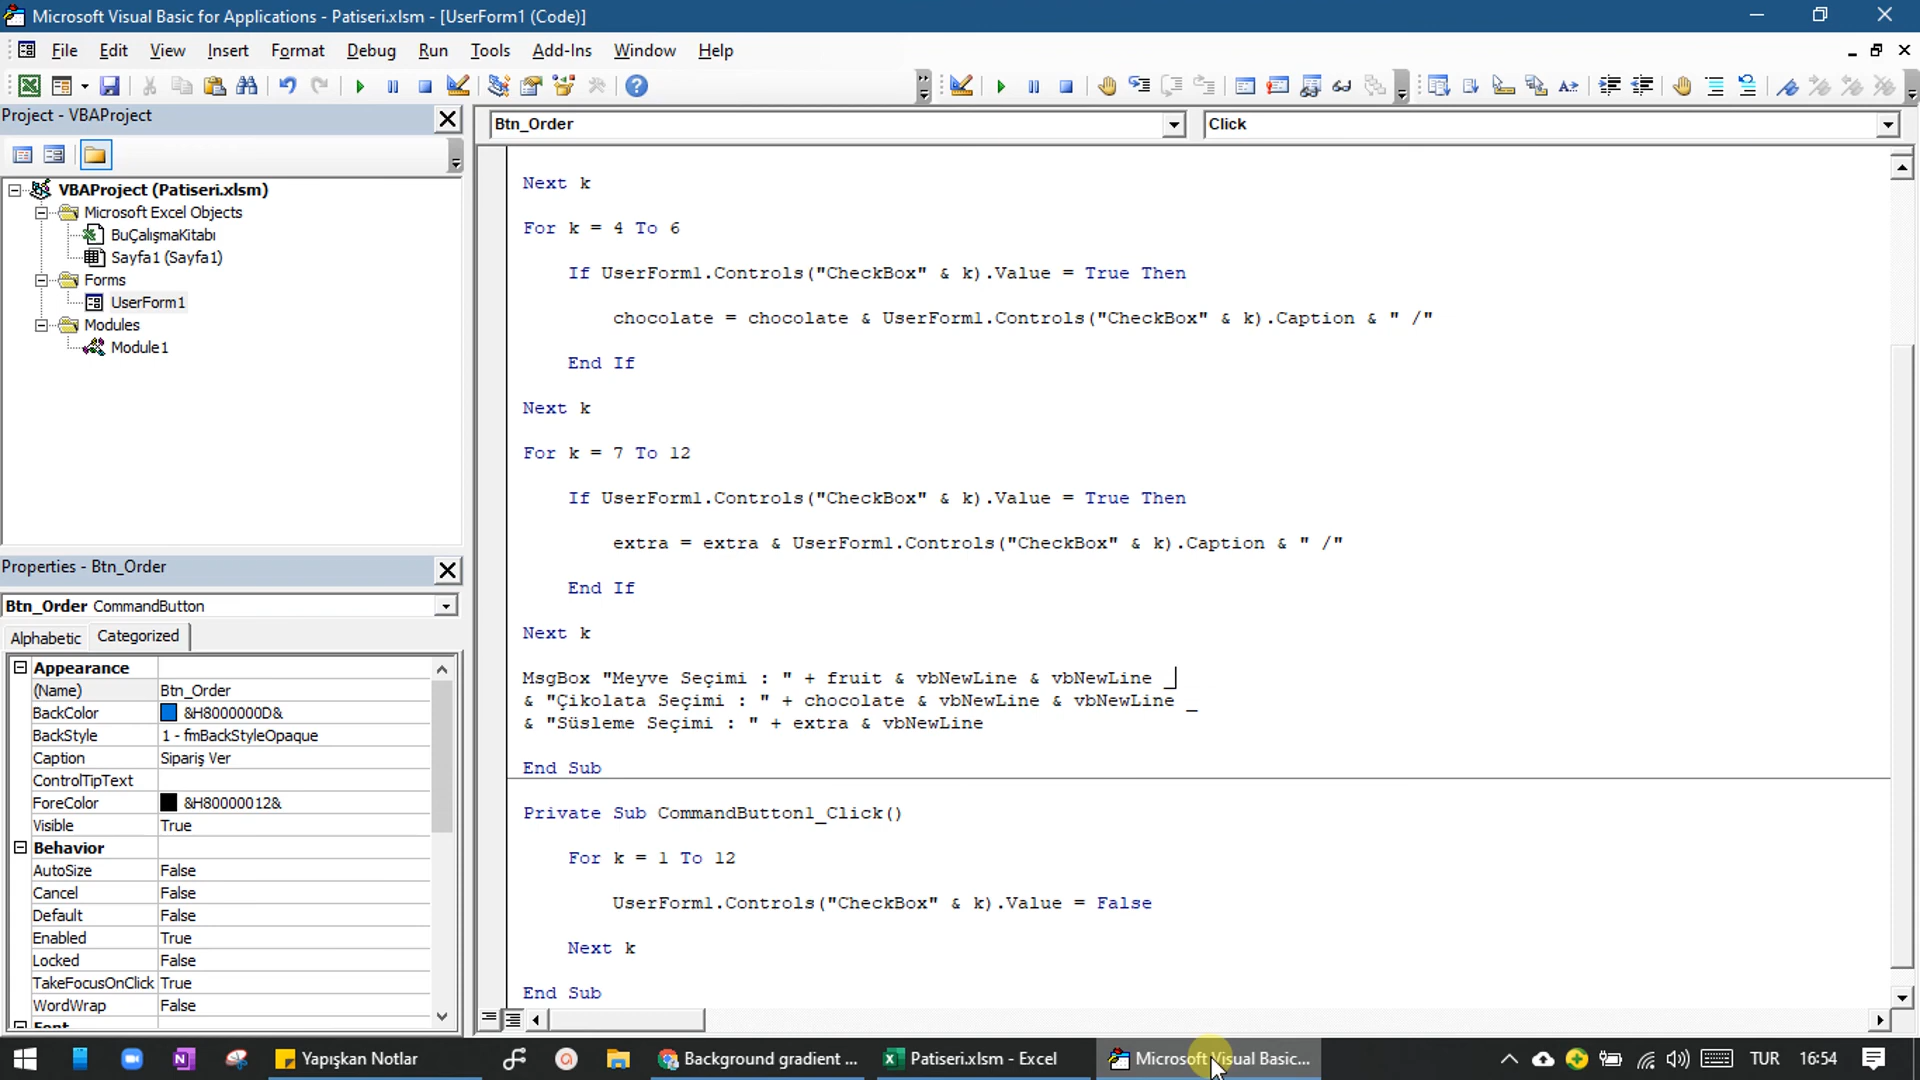 Microsoft Visual Basic for Applications - Patiseri.xlsm - [UserForm1 (Code)]
File Edit View Insert Format Debug Run Tools Add-Ins Window Help
Project - VBAProject
Btn_Order Click
VBAProject (Patiseri.xlsm)
Microsoft Excel Objects
BuÇalışmaKitabı
Sayfa1 (Sayfa1)
Forms
UserForm1
Modules
Module1
Properties - Btn_Order
Btn_Order CommandButton
Alphabetic Categorized
Appearance
(Name) Btn_Order
BackColor &H8000000D&
BackStyle 1 - fmBackStyleOpaque
Caption Sipariş Ver
ControlTipText
ForeColor &H80000012&
Visible True
Behavior
AutoSize False
Cancel False
Default False
Enabled True
Locked False
TakeFocusOnClick True
WordWrap False
Font
Next k
For k = 4 To 6
If UserForm1.Controls("CheckBox" & k).Value = True Then
chocolate = chocolate & UserForm1.Controls("CheckBox" & k).Caption & " /"
End If
Next k
For k = 7 To 12
If UserForm1.Controls("CheckBox" & k).Value = True Then
extra = extra & UserForm1.Controls("CheckBox" & k).Caption & " /"
End If
Next k
MsgBox "Meyve Seçimi : " + fruit & vbNewLine & vbNewLine _
& "Çikolata Seçimi : " + chocolate & vbNewLine & vbNewLine _
& "Süsleme Seçimi : " + extra & vbNewLine
End Sub
Private Sub CommandButton1_Click()
For k = 1 To 12
UserForm1.Controls("CheckBox" & k).Value = False
Next k
End Sub
Yapışkan Notlar Background gradient ... Patiseri.xlsm - Excel Microsoft Visual Basic... TUR 16:54